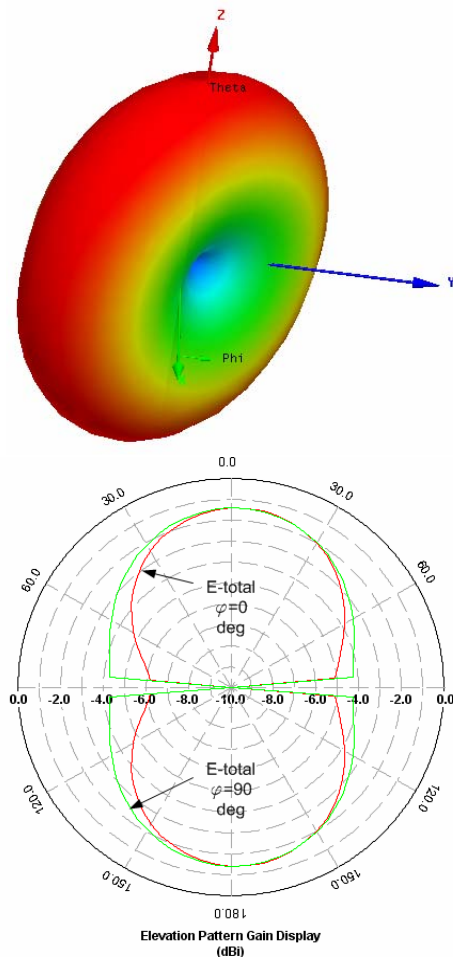 Z
Theta
Y
Phi
X
0.0
30.0
30.0
60.0
60.0
E-total
φ=0
deg
0.0 -2.0 -4.0 -6.0 -8.0 -10.0 -8.0 -6.0 -4.0 -2.0 0.0
E-total
φ=90
deg
120.0
120.0
150.0
150.0
180.0
Elevation Pattern Gain Display
(dBi)